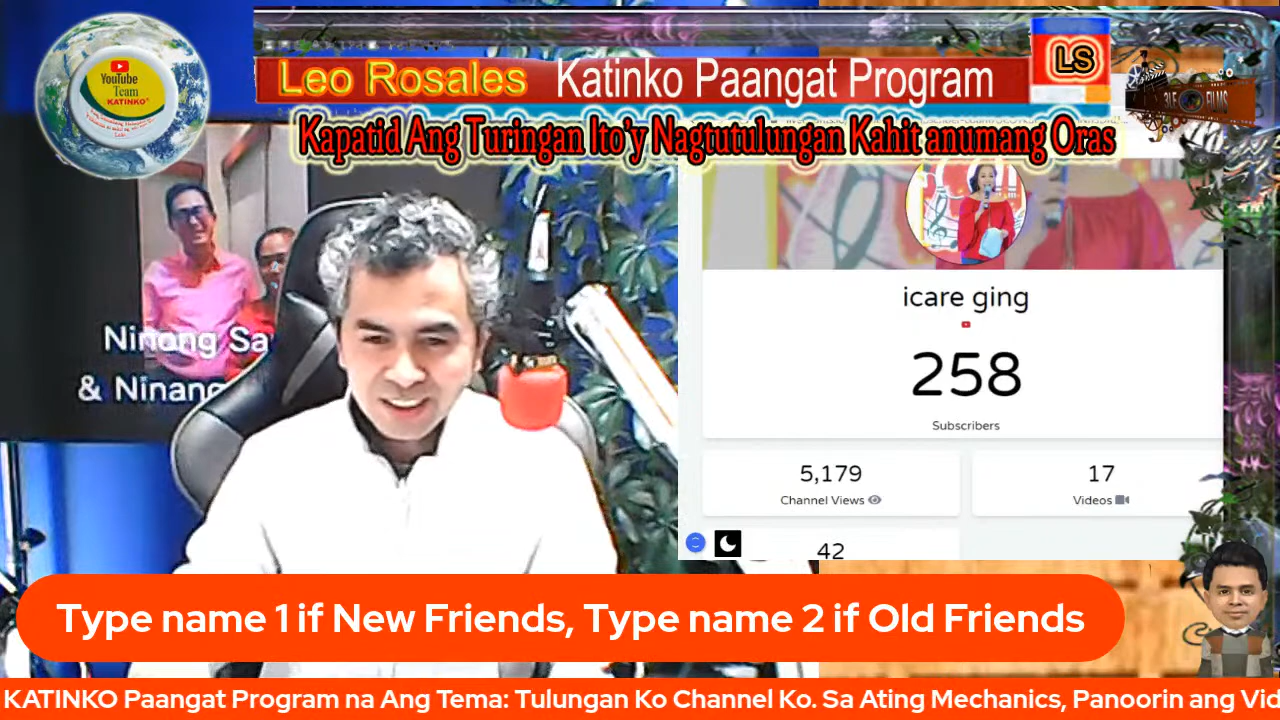 YouTube
Team
KATINKO
Leo Rosales Katinko Paangat Program
LS
FILMS
Kapatid Ang Turingan Ito'y Nagtutulungan Kahit anumang Oras
Ninong Sa
& Ninang
icare ging
258
Subscribers
5,179
Channel Views
17
Videos
42
Type name 1 if New Friends, Type name 2 if Old Friends
KATINKO Paangat Program na Ang Tema: Tulungan Ko Channel Ko. Sa Ating Mechanics, Panoorin ang Vid